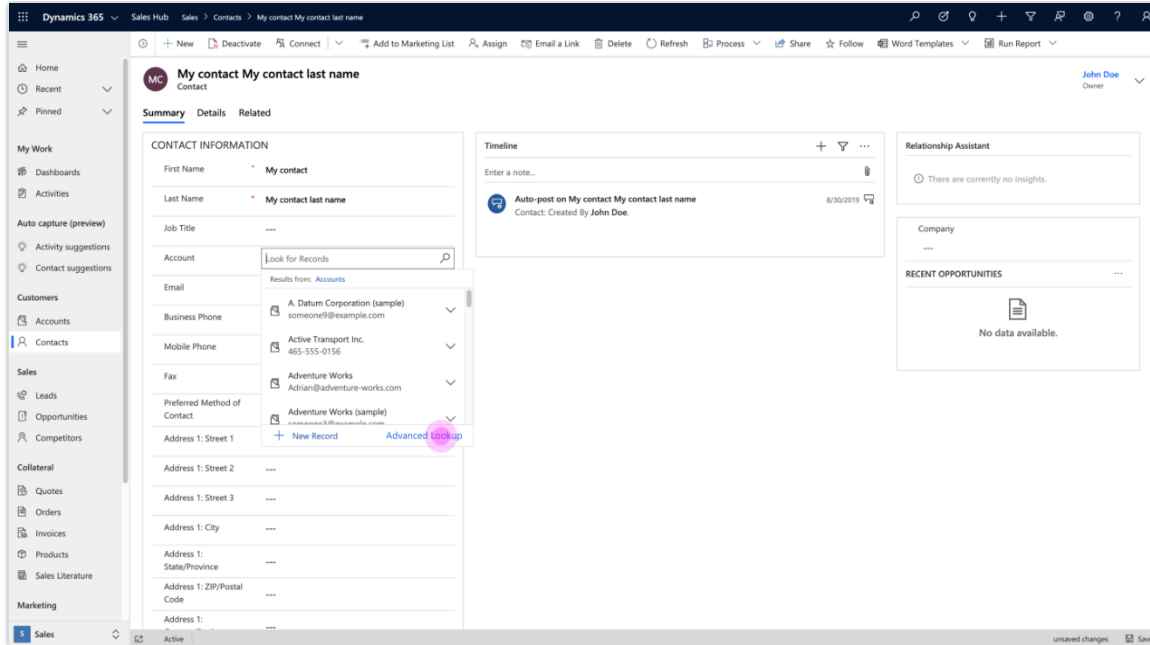 Dynamics 365 Sales Hub Sales > Contacts > My contact My contact last name
+ New Deactivate Connect Add to Marketing List Assign Email a Link Delete Refresh Process Share Follow Word Templates Run Report
Home
Recent
Pinned
My Work
Dashboards
Activities
Auto capture (preview)
Activity suggestions
Contact suggestions
Customers
Accounts
Contacts
Sales
Leads
Opportunities
Competitors
Collateral
Quotes
Orders
Invoices
Products
Sales Literature
Marketing
S Sales
MC My contact My contact last name
Contact
John Doe
Owner
Summary Details Related
CONTACT INFORMATION
First Name * My contact
Last Name * My contact last name
Job Title ---
Account Look for Records
Results from: Accounts
A. Datum Corporation (sample)
someone9@example.com
Active Transport Inc.
465-555-0156
Adventure Works
Adrian@adventure-works.com
Adventure Works (sample)
someone3@example.com
+ New Record Advanced Lookup
Email
Business Phone
Mobile Phone
Fax
Preferred Method of
Contact
Address 1: Street 1
Address 1: Street 2 ---
Address 1: Street 3 ---
Address 1: City ---
Address 1:
State/Province ---
Address 1: ZIP/Postal
Code ---
Address 1:
Timeline
Enter a note...
Auto-post on My contact My contact last name 8/30/2019
Contact: Created By John Doe.
Relationship Assistant
There are currently no insights.
Company
---
RECENT OPPORTUNITIES ...
No data available.
Active unsaved changes Save